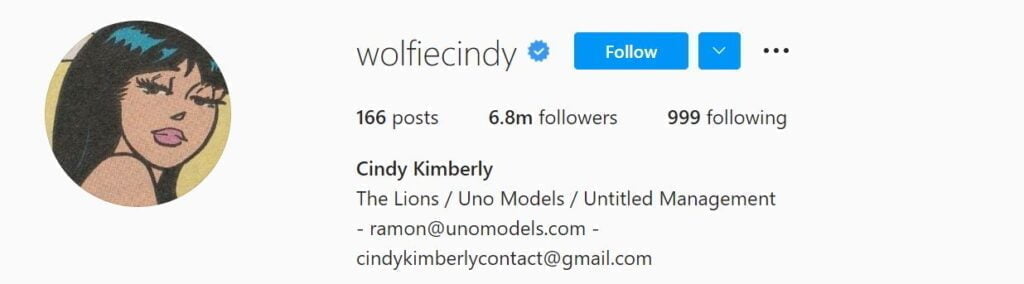 wolfiecindy Follow
166 posts 6.8m followers 999 following
Cindy Kimberly
The Lions / Uno Models / Untitled Management
- ramon@unomodels.com -
cindykimberlycontact@gmail.com